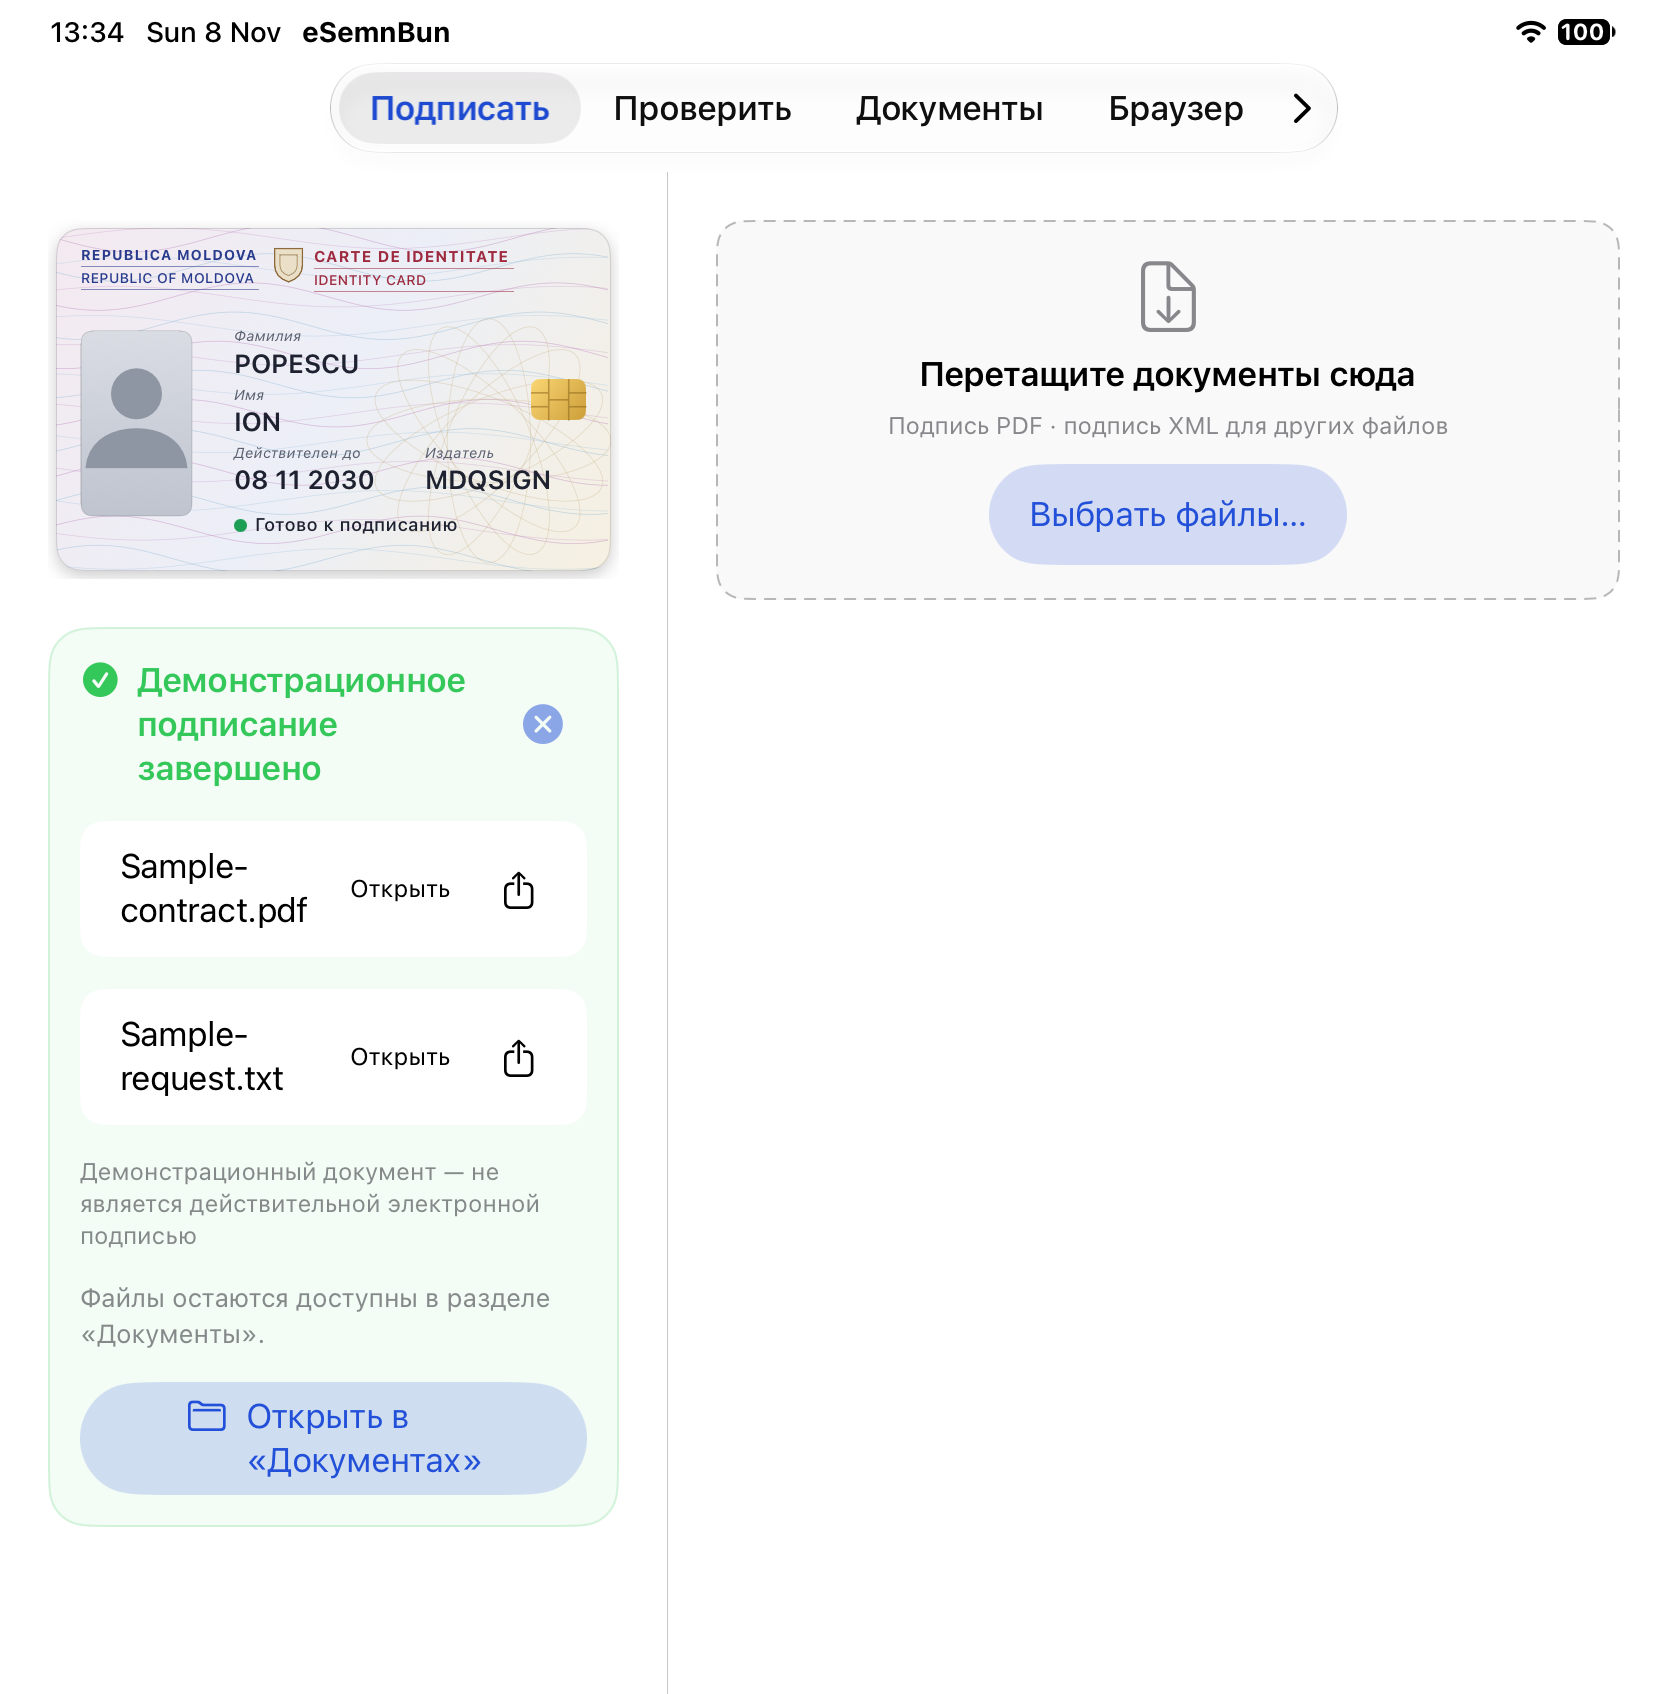 13:34 Sun 8 Nov eSemnBun
100
Подписать Проверить Документы Браузер
REPUBLICA MOLDOVA
REPUBLIC OF MOLDOVA
CARTE DE IDENTITATE
IDENTITY CARD
Фамилия
POPESCU
Имя
ION
Действителен до
08 11 2030
Издатель
MDQSIGN
Готово к подписанию
Демонстрационное
подписание
завершено
Sample-
contract.pdf
Открыть
Sample-
request.txt
Открыть
Демонстрационный документ — не
является действительной электронной
подписью
Файлы остаются доступны в разделе
«Документы».
Открыть в
«Документах»
Перетащите документы сюда
Подпись PDF · подпись XML для других файлов
Выбрать файлы...